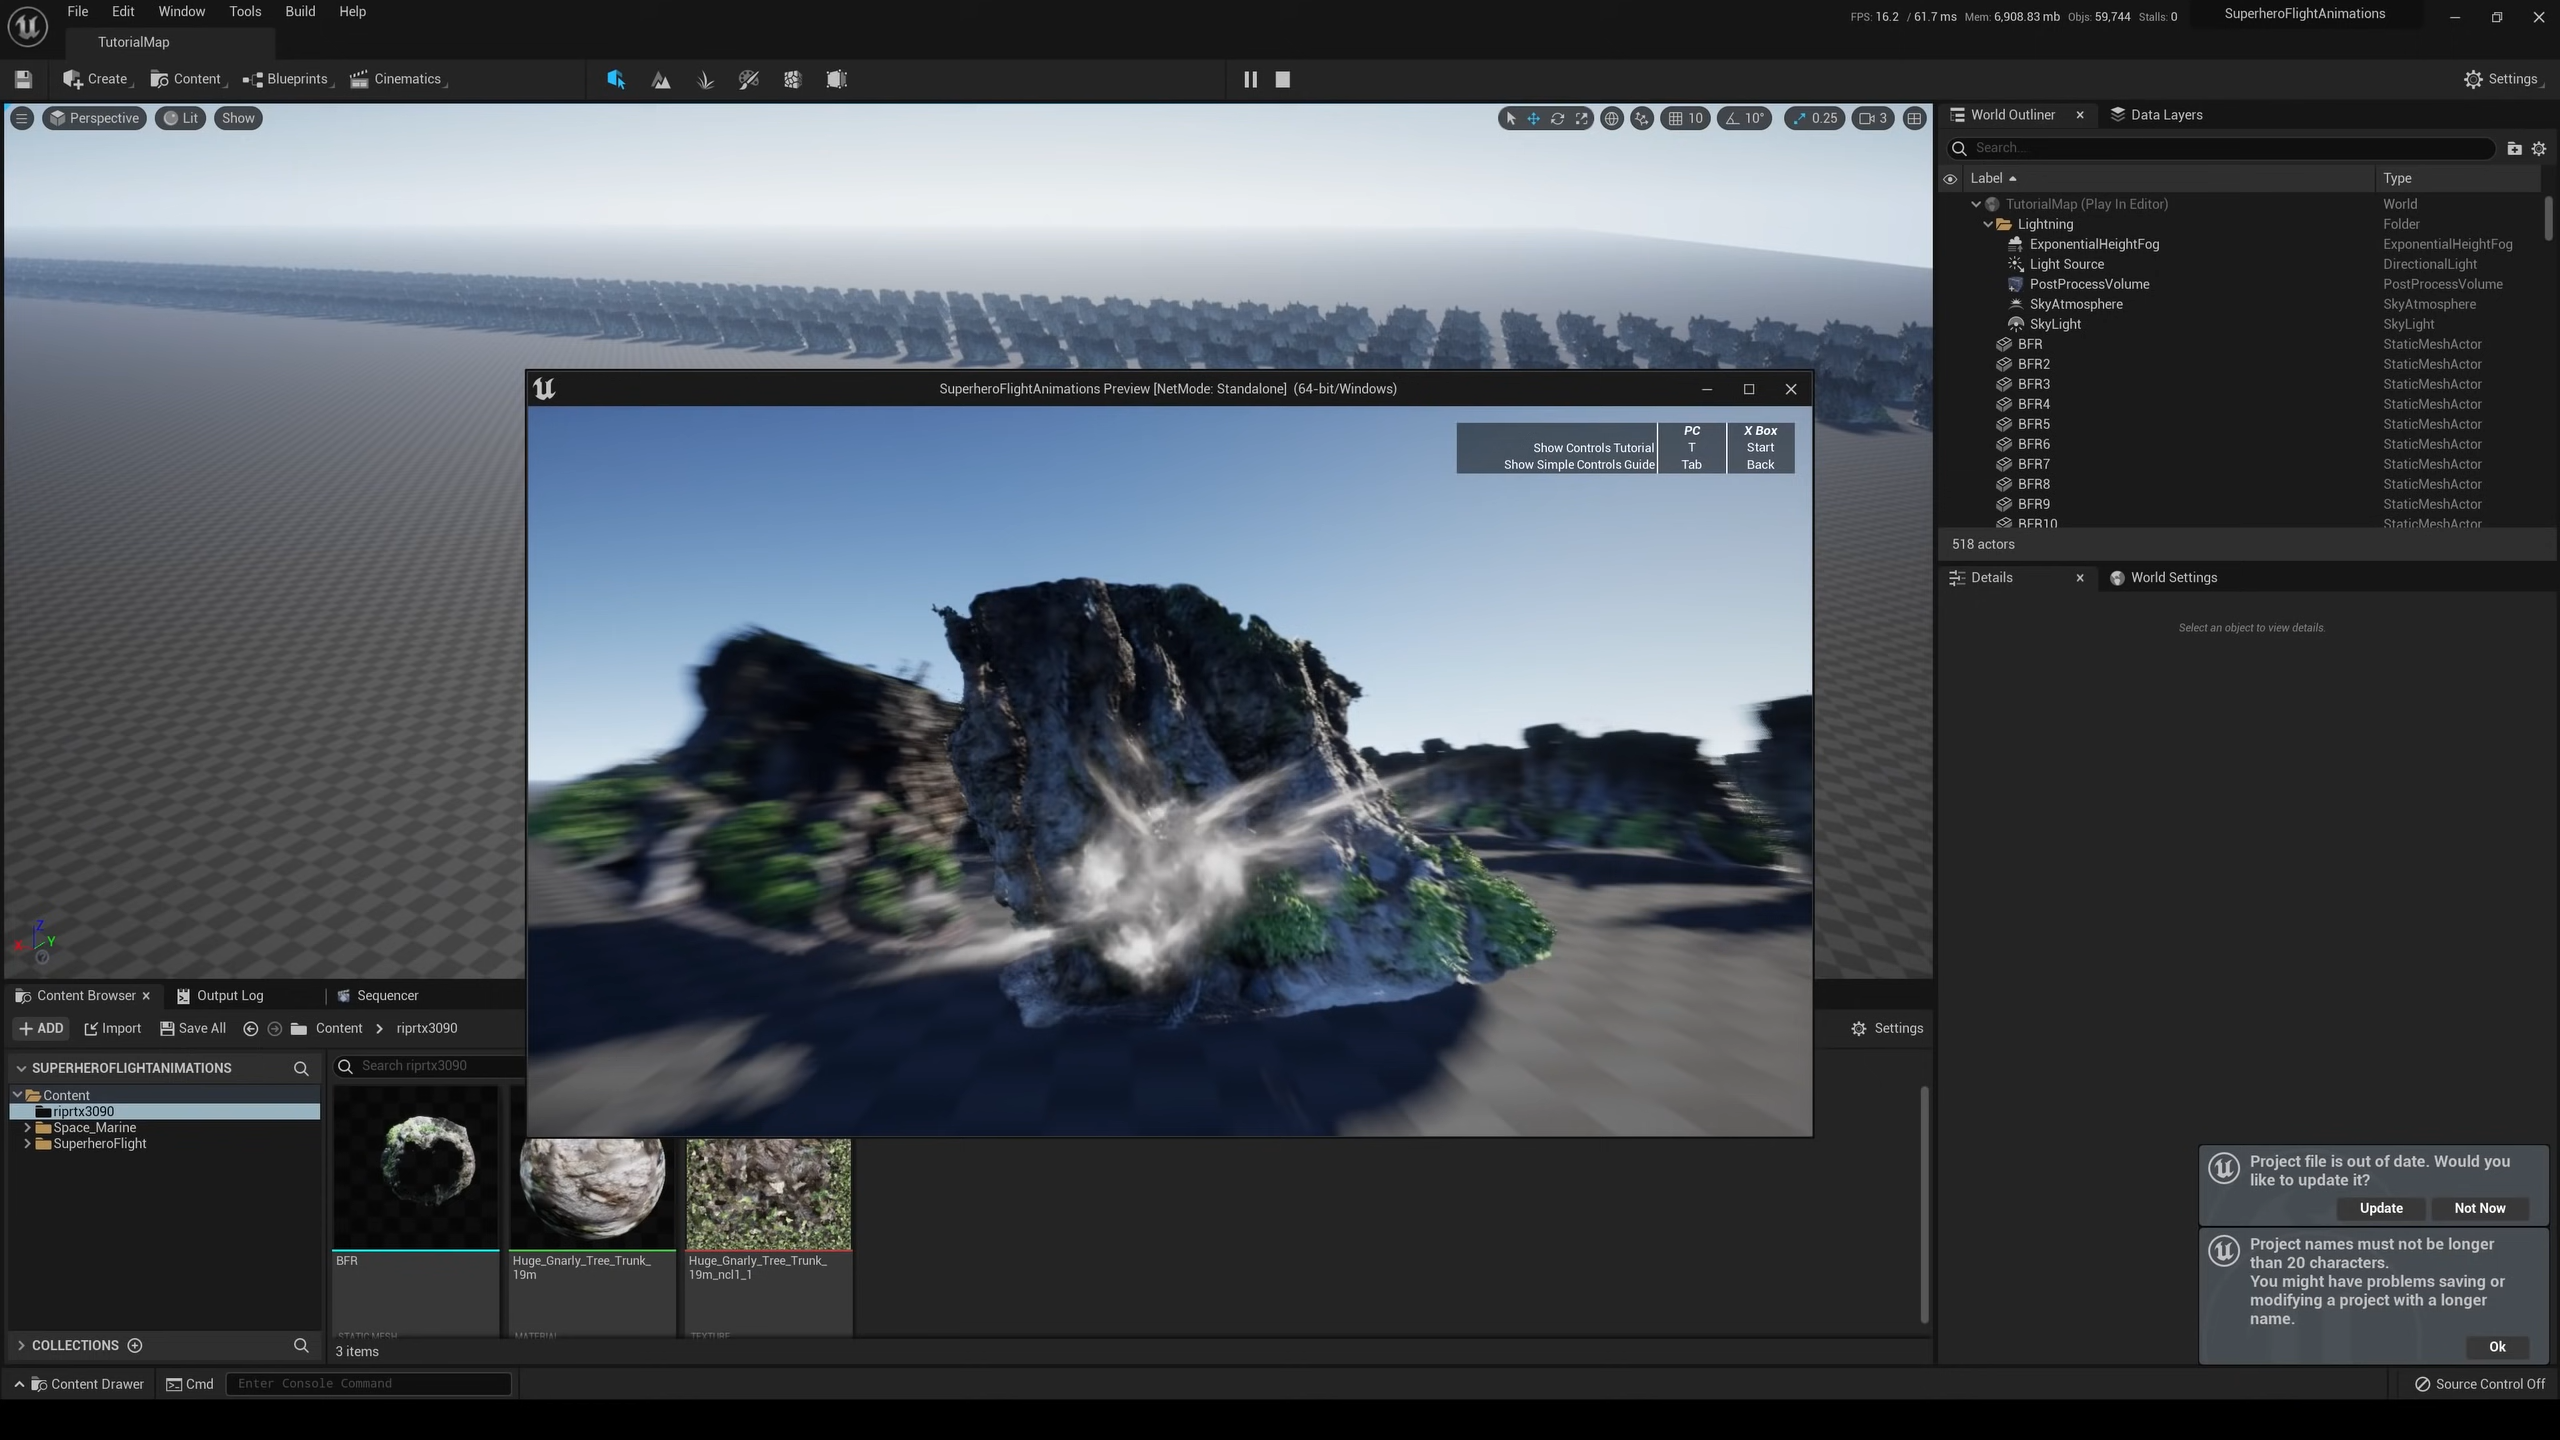 File Edit Window Tools Build Help
FPS: 16.2 / 61.7 ms Mem: 6,908.83 mb Objs: 59,744 Stalls: 0
SuperheroFlightAnimations
TutorialMap
Create Content Blueprints Cinematics
Settings
Perspective Lit Show
10 10° 0.25 3
World Outliner
Data Layers
Search...
Label Type
TutorialMap (Play In Editor) World
Lightning Folder
ExponentialHeightFog ExponentialHeightFog
Light Source DirectionalLight
PostProcessVolume PostProcessVolume
SkyAtmosphere SkyAtmosphere
SkyLight SkyLight
BFR StaticMeshActor
BFR2 StaticMeshActor
BFR3 StaticMeshActor
BFR4 StaticMeshActor
BFR5 StaticMeshActor
BFR6 StaticMeshActor
BFR7 StaticMeshActor
BFR8 StaticMeshActor
BFR9 StaticMeshActor
BFR10 StaticMeshActor
518 actors
Details
World Settings
Select an object to view details.
SuperheroFlightAnimations Preview [NetMode: Standalone] (64-bit/Windows)
PC X Box
Show Controls Tutorial T Start
Show Simple Controls Guide Tab Back
X Y Z
Content Browser Output Log Sequencer
ADD Import Save All Content riprtx3090
Settings
SUPERHEROFLIGHTANIMATIONS
Search riprtx3090
Content
riprtx3090
Space_Marine
SuperheroFlight
BFR
STATIC MESH
Huge_Gnarly_Tree_Trunk_
19m
MATERIAL
Huge_Gnarly_Tree_Trunk_
19m_ncl1_1
TEXTURE
COLLECTIONS
3 items
Project file is out of date. Would you
like to update it?
Update Not Now
Project names must not be longer
than 20 characters.
You might have problems saving or
modifying a project with a longer
name.
Ok
Content Drawer Cmd Enter Console Command
Source Control Off